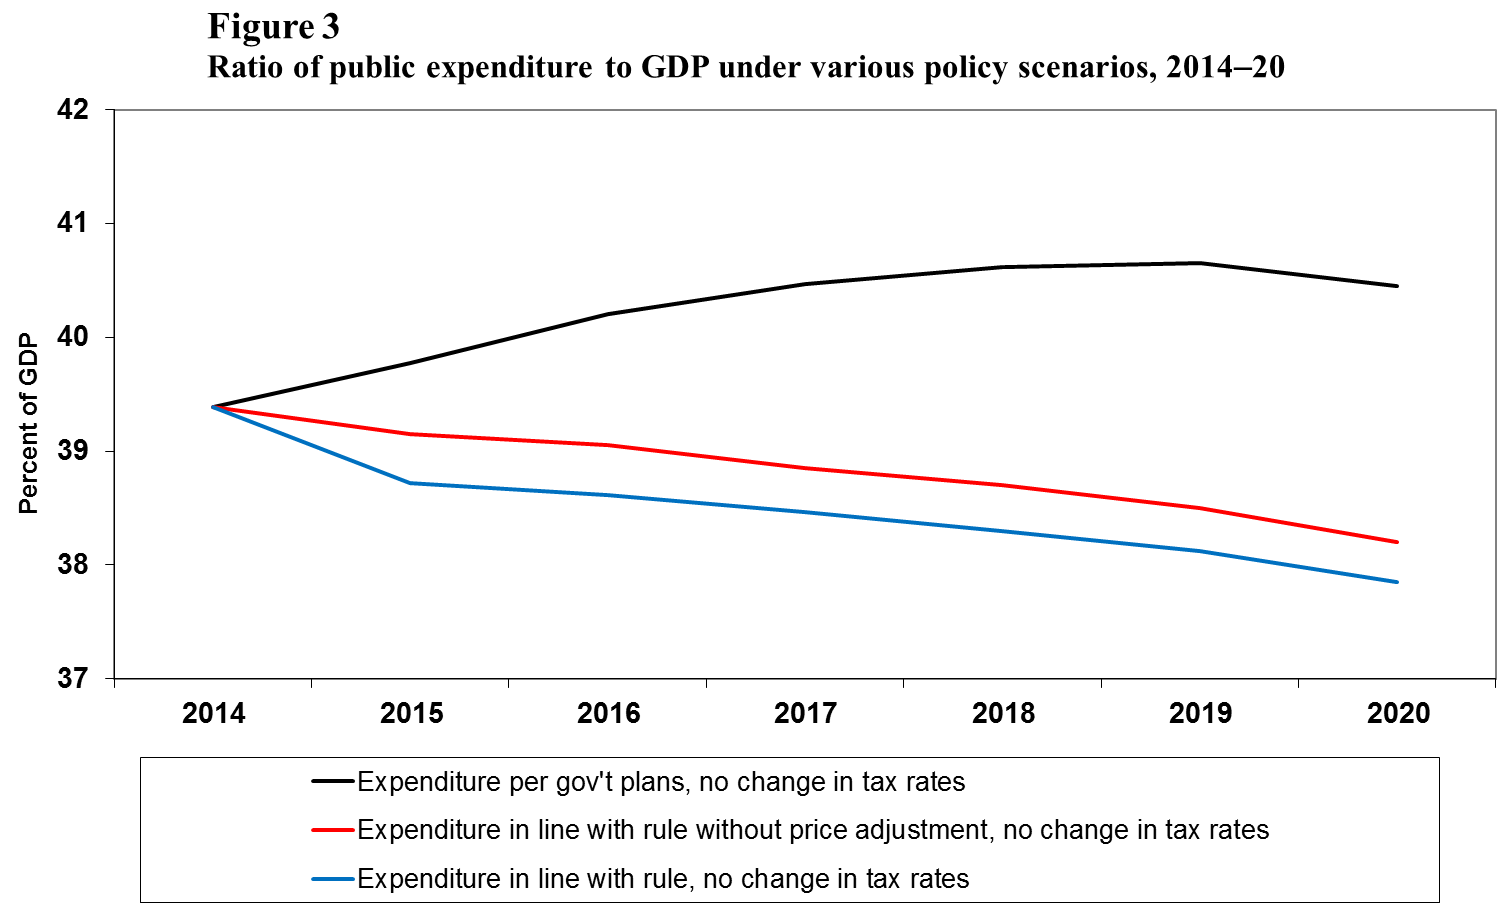 Figure 3
Ratio of public expenditure to GDP under various policy scenarios, 2014–20
42
41
40
39
38
37
Percent of GDP
2014 2015 2016 2017 2018 2019 2020
Expenditure per gov't plans, no change in tax rates
Expenditure in line with rule without price adjustment, no change in tax rates
Expenditure in line with rule, no change in tax rates